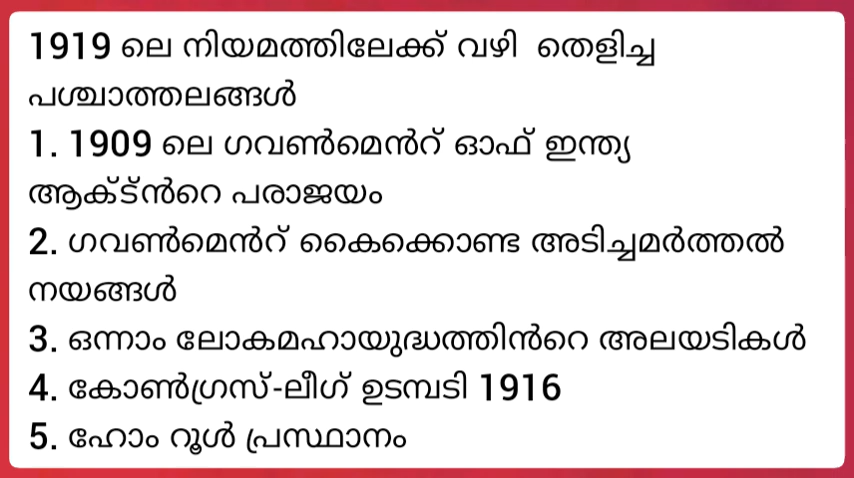 1919 ലെ നിയമത്തിലേക്ക് വഴി തെളിച്ച
പശ്ചാത്തലങ്ങൾ
1. 1909 ലെ ഗവൺമെൻറ് ഓഫ് ഇന്ത്യ
ആക്ട്ൻറെ പരാജയം
2. ഗവൺമെൻറ് കൈക്കൊണ്ട അടിച്ചമർത്തൽ
നയങ്ങൾ
3. ഒന്നാം ലോകമഹായുദ്ധത്തിൻറെ അലയടികൾ
4. കോൺഗ്രസ്-ലീഗ് ഉടമ്പടി 1916
5. ഹോം റൂൾ പ്രസ്ഥാനം